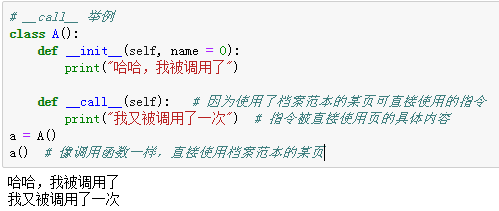 # __call__ 举例
class A():
    def __init__(self, name = 0):
        print("哈哈，我被调用了")
    def __call__(self):   # 因为使用了档案范本的某页可直接使用的指令
        print("我又被调用了一次")  # 指令被直接使用页的具体内容
a = A()
a()  # 像调用函数一样，直接使用档案范本的某页
哈哈，我被调用了
我又被调用了一次